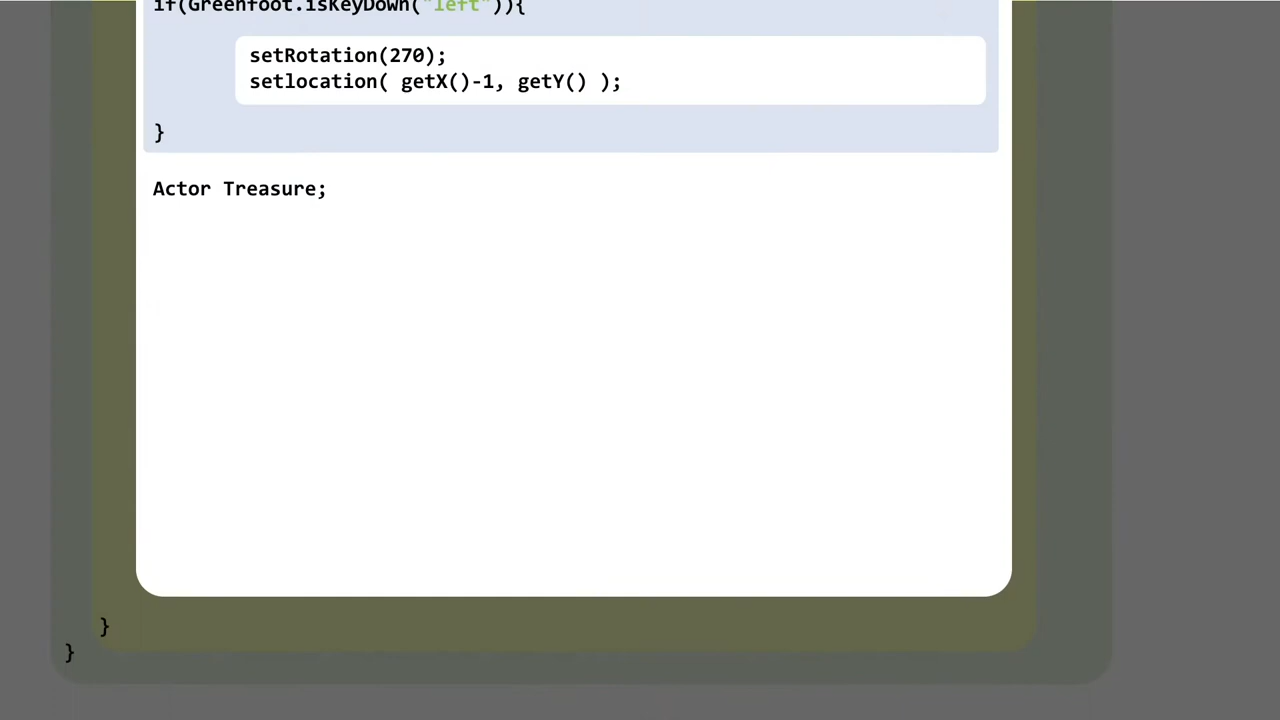 if(Greenfoot.isKeyDown("left")){
setRotation(270);
setlocation( getX()-1, getY() );
}
Actor Treasure;
}
}